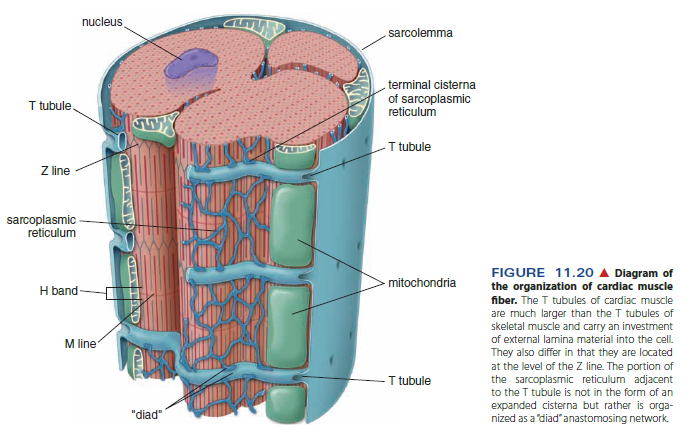 nucleus
sarcolemma
terminal cisterna
of sarcoplasmic
reticulum
T tubule
T tubule
Z line
sarcoplasmic
reticulum
mitochondria
H band
M line
T tubule
"diad"
FIGURE 11.20 ▲ Diagram of
the organization of cardiac muscle
fiber. The T tubules of cardiac muscle
are much larger than the T tubules of
skeletal muscle and carry an investment
of external lamina material into the cell.
They also differ in that they are located
at the level of the Z line. The portion of
the sarcoplasmic reticulum adjacent
to the T tubule is not in the form of an
expanded cisterna but rather is orga-
nized as a "diad" anastomosing network.